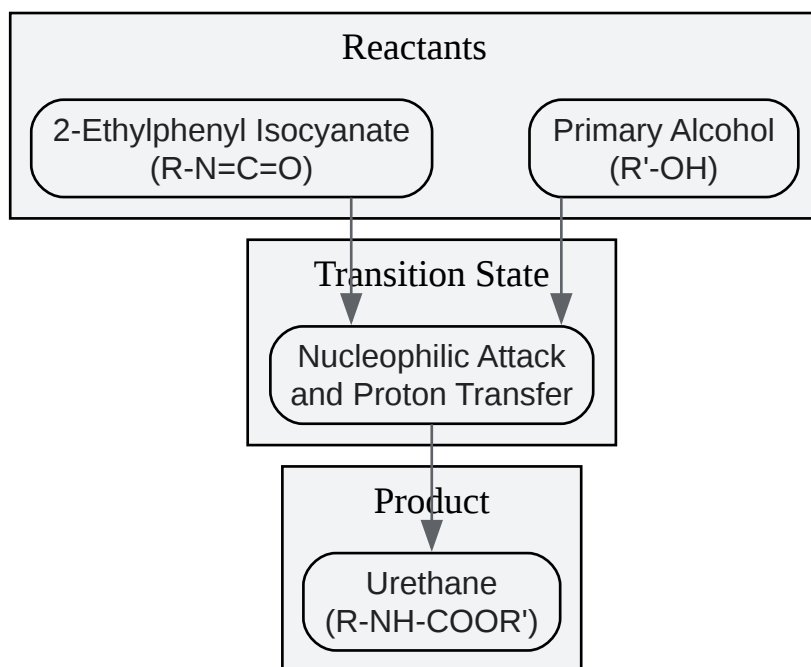 Reactants
2-Ethylphenyl Isocyanate
(R-N=C=O)
Primary Alcohol
(R'-OH)
Transition State
Nucleophilic Attack
and Proton Transfer
Product
Urethane
(R-NH-COOR')